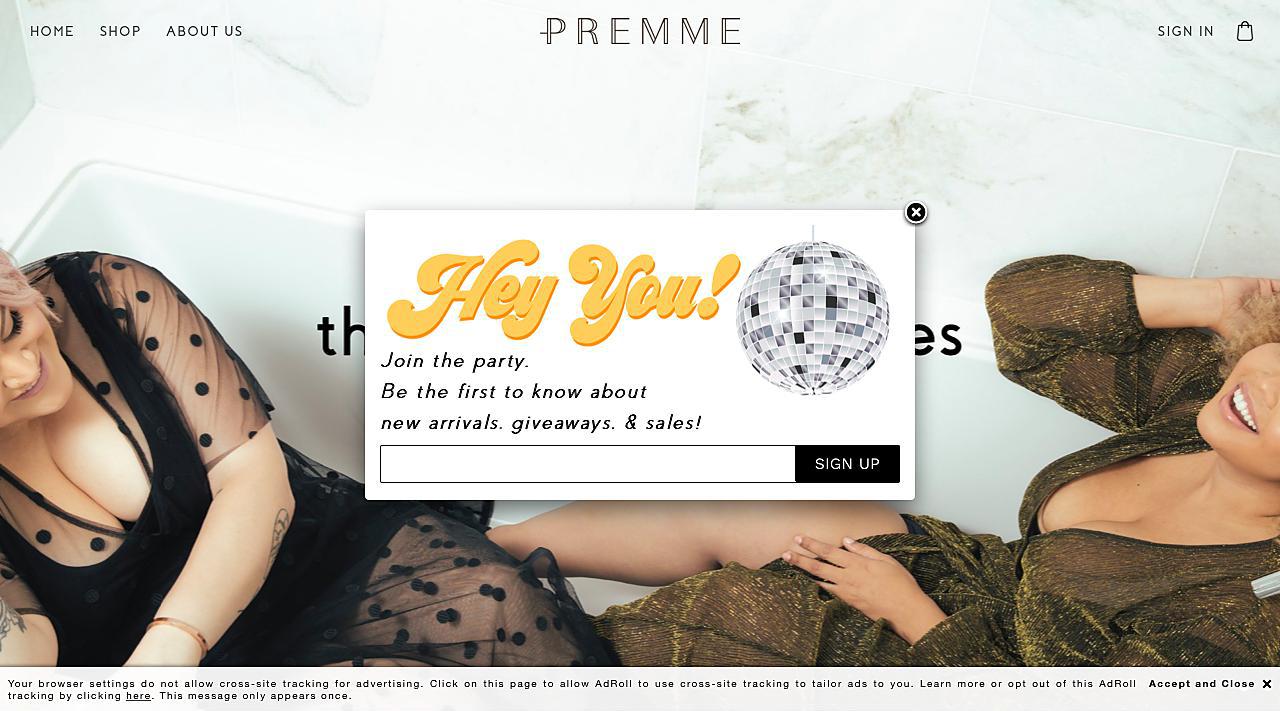 HOME SHOP ABOUT US
PREMME
SIGN IN
Hey You!
Join the party.
Be the first to know about
new arrivals. giveaways. & sales!
SIGN UP
Your browser settings do not allow cross-site tracking for advertising. Click on this page to allow AdRoll to use cross-site tracking to tailor ads to you. Learn more or opt out of this AdRoll
tracking by clicking here. This message only appears once.
Accept and Close